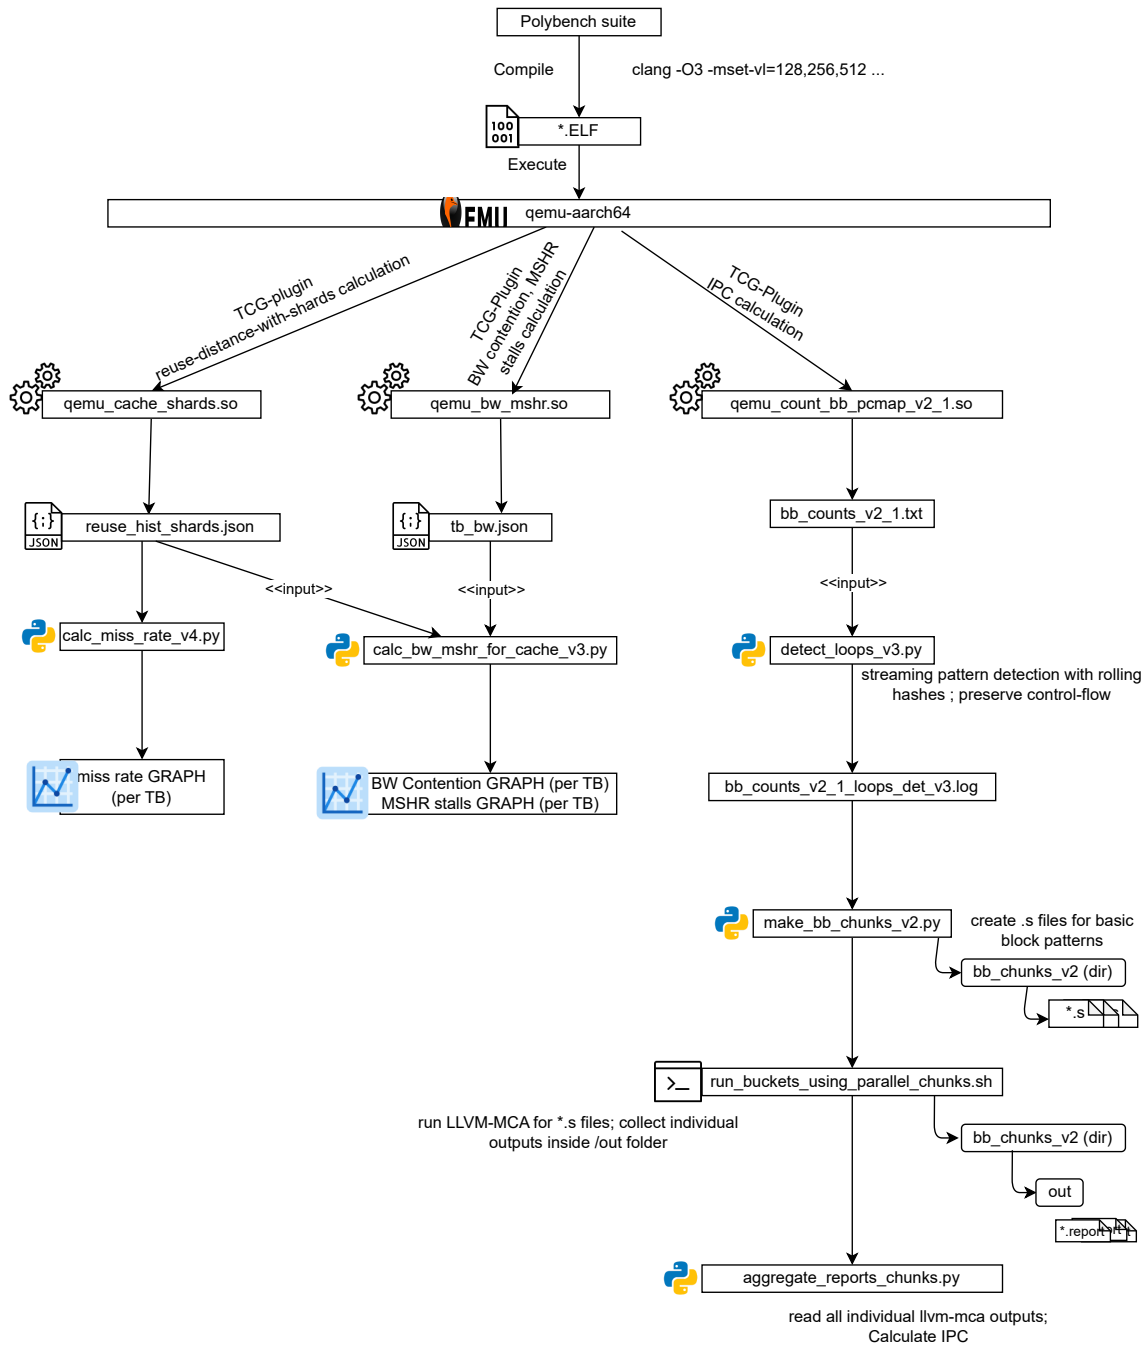 Polybench suite
Compile
clang -O3 -mset-vl=128,256,512 ...
100
001
*.ELF
Execute
qemu-aarch64
TCG-plugin
reuse-distance-with-shards calculation
TCG-Plugin
BW contention, MSHR
stalls calculation
TCG-Plugin
IPC calculation
qemu_cache_shards.so
qemu_bw_mshr.so
qemu_count_bb_pcmap_v2_1.so
{;}
JSON
reuse_hist_shards.json
{;}
JSON
tb_bw.json
bb_counts_v2_1.txt
<<input>>
<<input>>
<<input>>
calc_miss_rate_v4.py
calc_bw_mshr_for_cache_v3.py
detect_loops_v3.py
streaming pattern detection with rolling
hashes ; preserve control-flow
miss rate GRAPH
(per TB)
BW Contention GRAPH (per TB)
MSHR stalls GRAPH (per TB)
bb_counts_v2_1_loops_det_v3.log
make_bb_chunks_v2.py
create .s files for basic
block patterns
bb_chunks_v2 (dir)
*.s
>_
run_buckets_using_parallel_chunks.sh
run LLVM-MCA for *.s files; collect individual
outputs inside /out folder
bb_chunks_v2 (dir)
out
*.report
aggregate_reports_chunks.py
read all individual llvm-mca outputs;
Calculate IPC